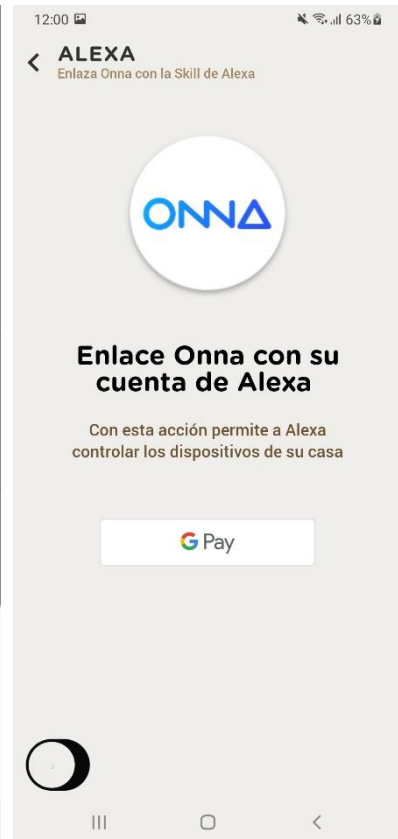 12:00
63%
ALEXA
Enlaza Onna con la Skill de Alexa
ONNA
Enlace Onna con su
cuenta de Alexa
Con esta acción permite a Alexa
controlar los dispositivos de su casa
G Pay